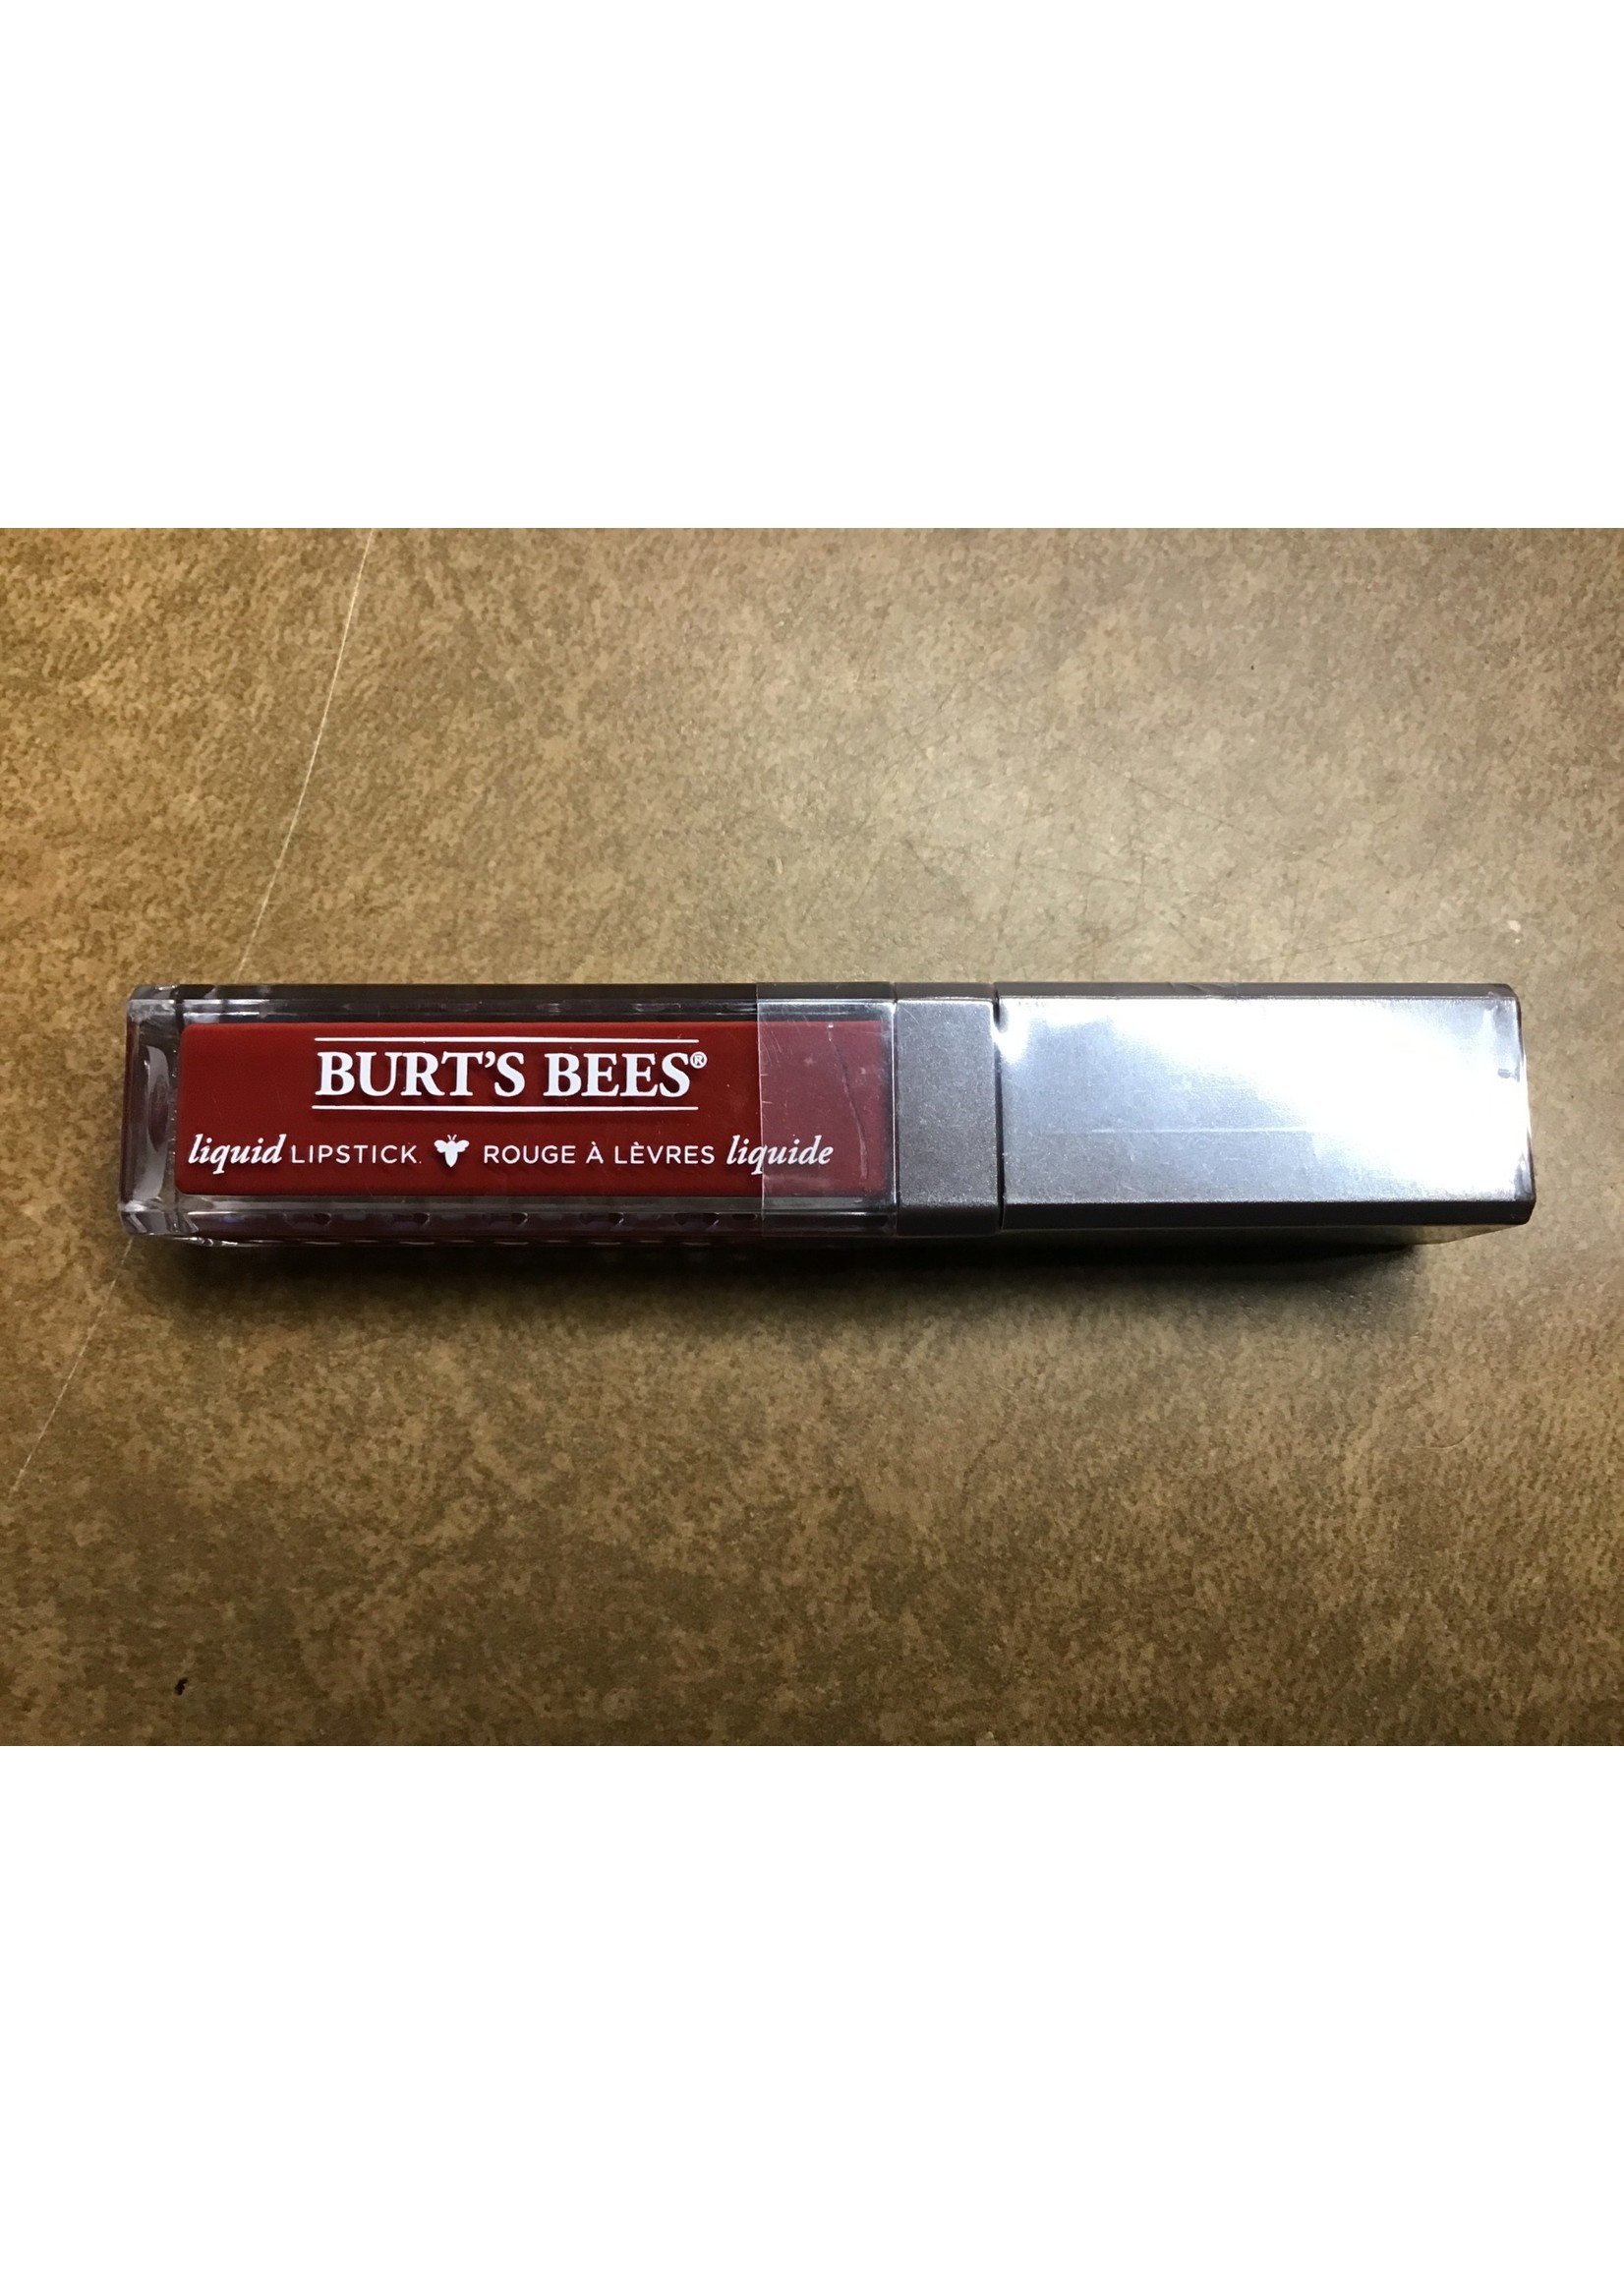 BURT'S BEES®
liquid LIPSTICK ROUGE À LÈVRES liquide